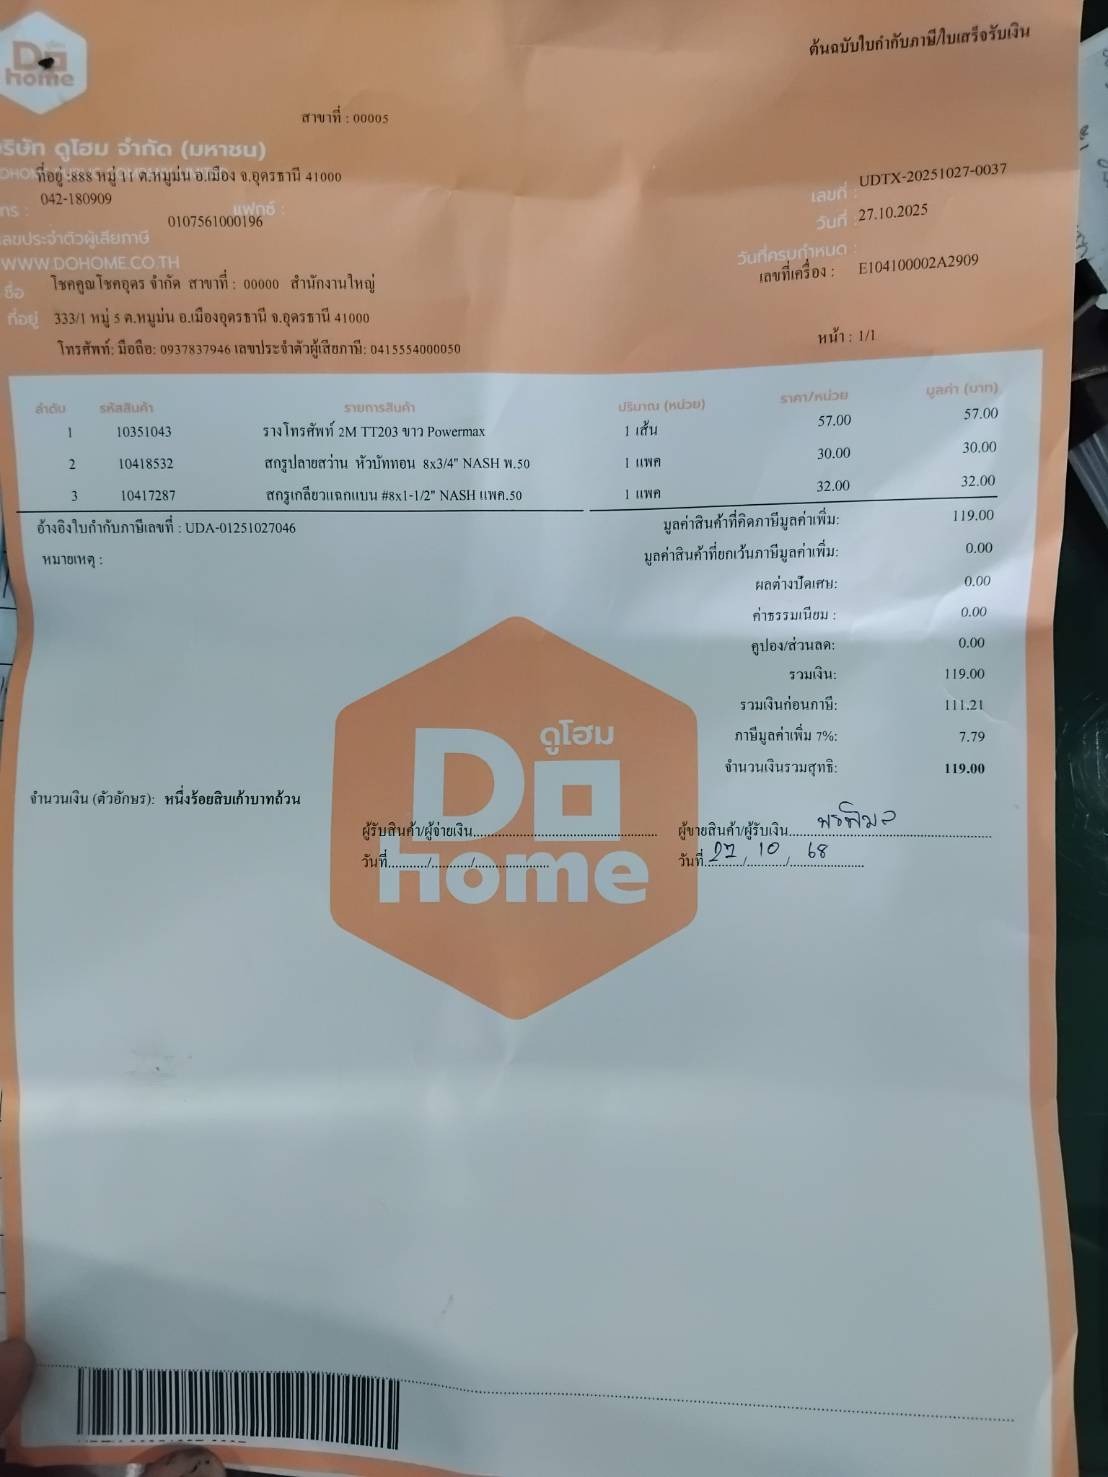 Do
home
ต้นฉบับใบกำกับภาษี/ใบเสร็จรับเงิน
สาขาที่ : 00005
บริษัท ดูโฮม จำกัด (มหาชน)
ที่อยู่ :888 หมู่ 11 ต.หมูม่น อ.เมือง จ.อุดรธานี 41000
โทร : 042-180909 แฟกซ์ :
0107561000196
เลขประจำตัวผู้เสียภาษี
WWW.DOHOME.CO.TH
เลขที่ : UDTX-20251027-0037
วันที่ : 27.10.2025
วันที่ครบกำหนด :
เลขที่เครื่อง : E104100002A2909
ชื่อ โชคคูณโชคอุดร จำกัด สาขาที่ : 00000 สำนักงานใหญ่
ที่อยู่ 333/1 หมู่ 5 ต.หมูม่น อ.เมืองอุดรธานี จ.อุดรธานี 41000
โทรศัพท์: มือถือ: 0937837946 เลขประจำตัวผู้เสียภาษี: 0415554000050
หน้า : 1/1
ลำดับ รหัสสินค้า รายการสินค้า ปริมาณ (หน่วย) ราคา/หน่วย มูลค่า (บาท)
1 10351043 รางโทรศัพท์ 2M TT203 ขาว Powermax 1 เส้น 57.00 57.00
2 10418532 สกรูปลายสว่าน หัวบัททอน 8x3/4" NASH พ.50 1 แพค 30.00 30.00
3 10417287 สกรูเกลียวแฉกแบน #8x1-1/2" NASH แพค.50 1 แพค 32.00 32.00
อ้างอิงใบกำกับภาษีเลขที่ : UDA-01251027046
หมายเหตุ :
มูลค่าสินค้าที่คิดภาษีมูลค่าเพิ่ม: 119.00
มูลค่าสินค้าที่ยกเว้นภาษีมูลค่าเพิ่ม: 0.00
ผลต่างปัดเศษ: 0.00
ค่าธรรมเนียม : 0.00
คูปอง/ส่วนลด: 0.00
รวมเงิน: 119.00
รวมเงินก่อนภาษี: 111.21
ภาษีมูลค่าเพิ่ม 7%: 7.79
จำนวนเงินรวมสุทธิ: 119.00
จำนวนเงิน (ตัวอักษร): หนึ่งร้อยสิบเก้าบาทถ้วน
ดูโฮม
Do
home
ผู้รับสินค้า/ผู้จ่ายเงิน ผู้ขายสินค้า/ผู้รับเงิน พรพิมล
วันที่ / / วันที่ 27 / 10 / 68